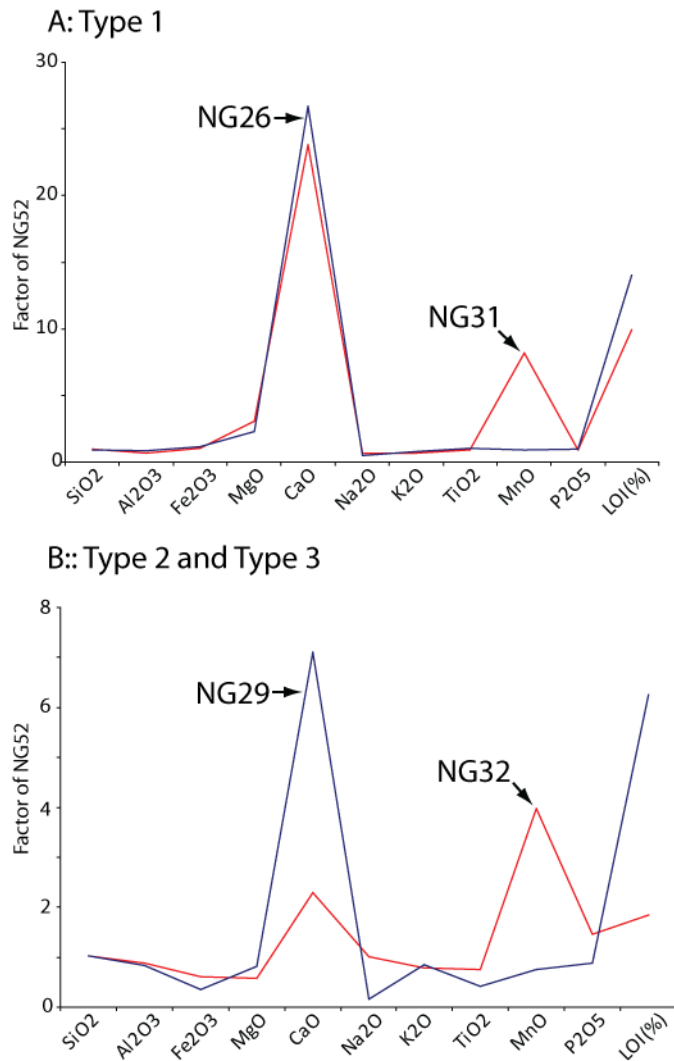 A: Type 1
30
20
10
0
Factor of NG52
NG26
NG31
SiO2
Al2O3
Fe2O3
MgO
CaO
Na2O
K2O
TiO2
MnO
P2O5
LOI(%)
B:: Type 2 and Type 3
8
6
4
2
0
Factor of NG52
NG29
NG32
SiO2
Al2O3
Fe2O3
MgO
CaO
Na2O
K2O
TiO2
MnO
P2O5
LOI(%)